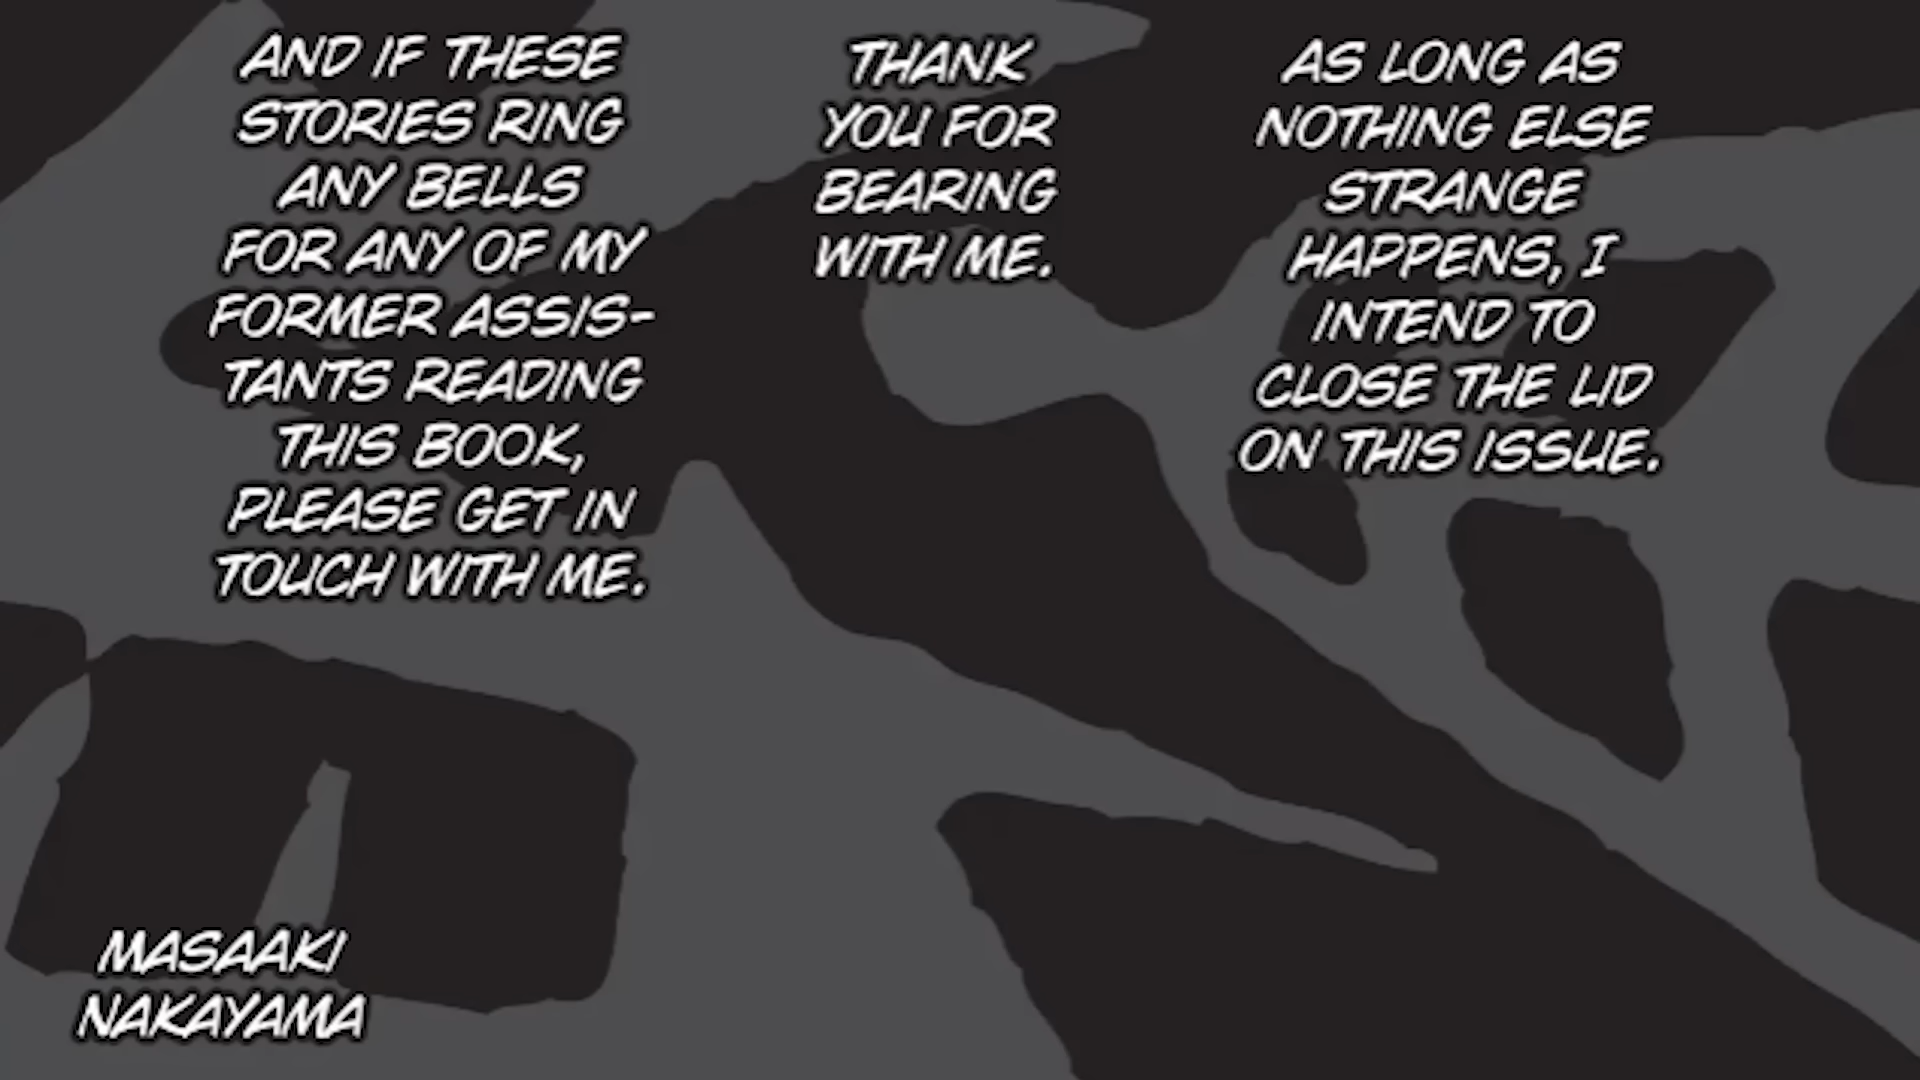 AS LONG AS
NOTHING ELSE
STRANGE
HAPPENS, I
INTEND TO
CLOSE THE LID
ON THIS ISSUE.
THANK
YOU FOR
BEARING
WITH ME.
AND IF THESE
STORIES RING
ANY BELLS
FOR ANY OF MY
FORMER ASSIS-
TANTS READING
THIS BOOK,
PLEASE GET IN
TOUCH WITH ME.
MASAAKI
NAKAYAMA